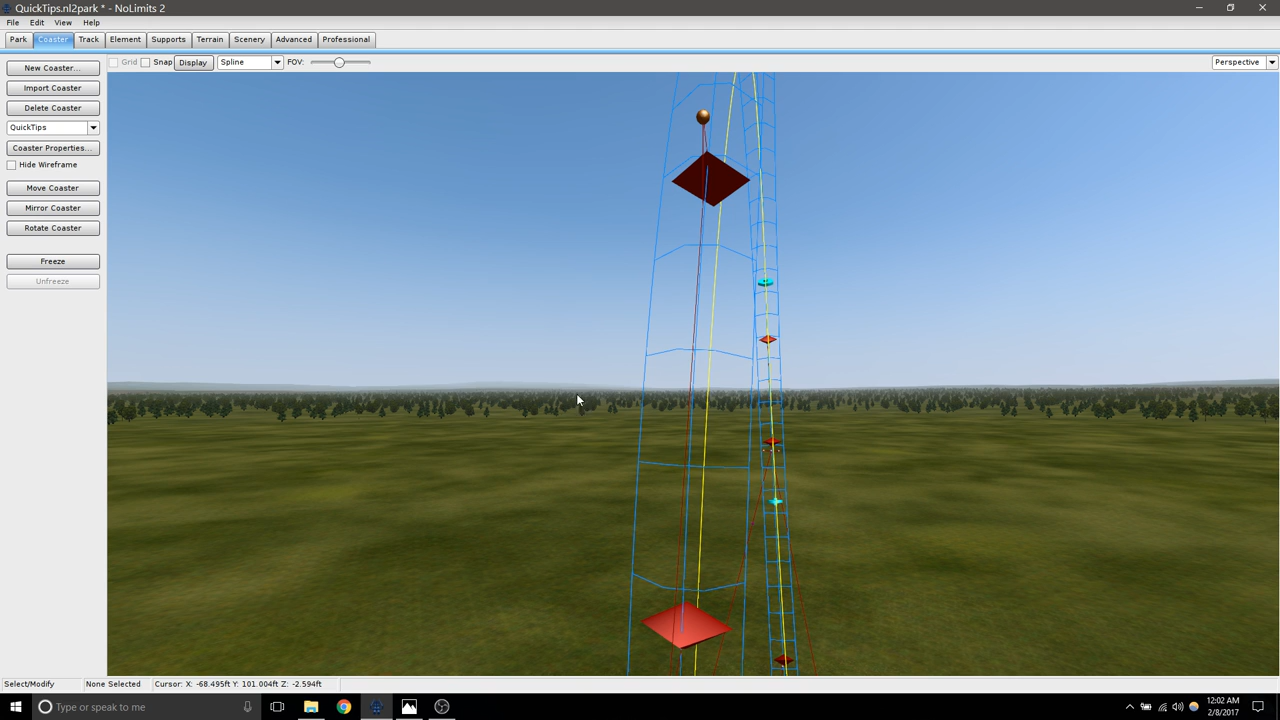 QuickTips.nl2park * - NoLimits 2
File Edit View Help
Park Coaster Track Element Supports Terrain Scenery Advanced Professional
New Coaster... Grid Snap Display Spline FOV: Perspective
Import Coaster
Delete Coaster
QuickTips
Coaster Properties...
Hide Wireframe
Move Coaster
Mirror Coaster
Rotate Coaster
Freeze
Unfreeze
Select/Modify None Selected Cursor: X: -68.495ft Y: 101.004ft Z: -2.594ft
Type or speak to me
12:02 AM
2/8/2017